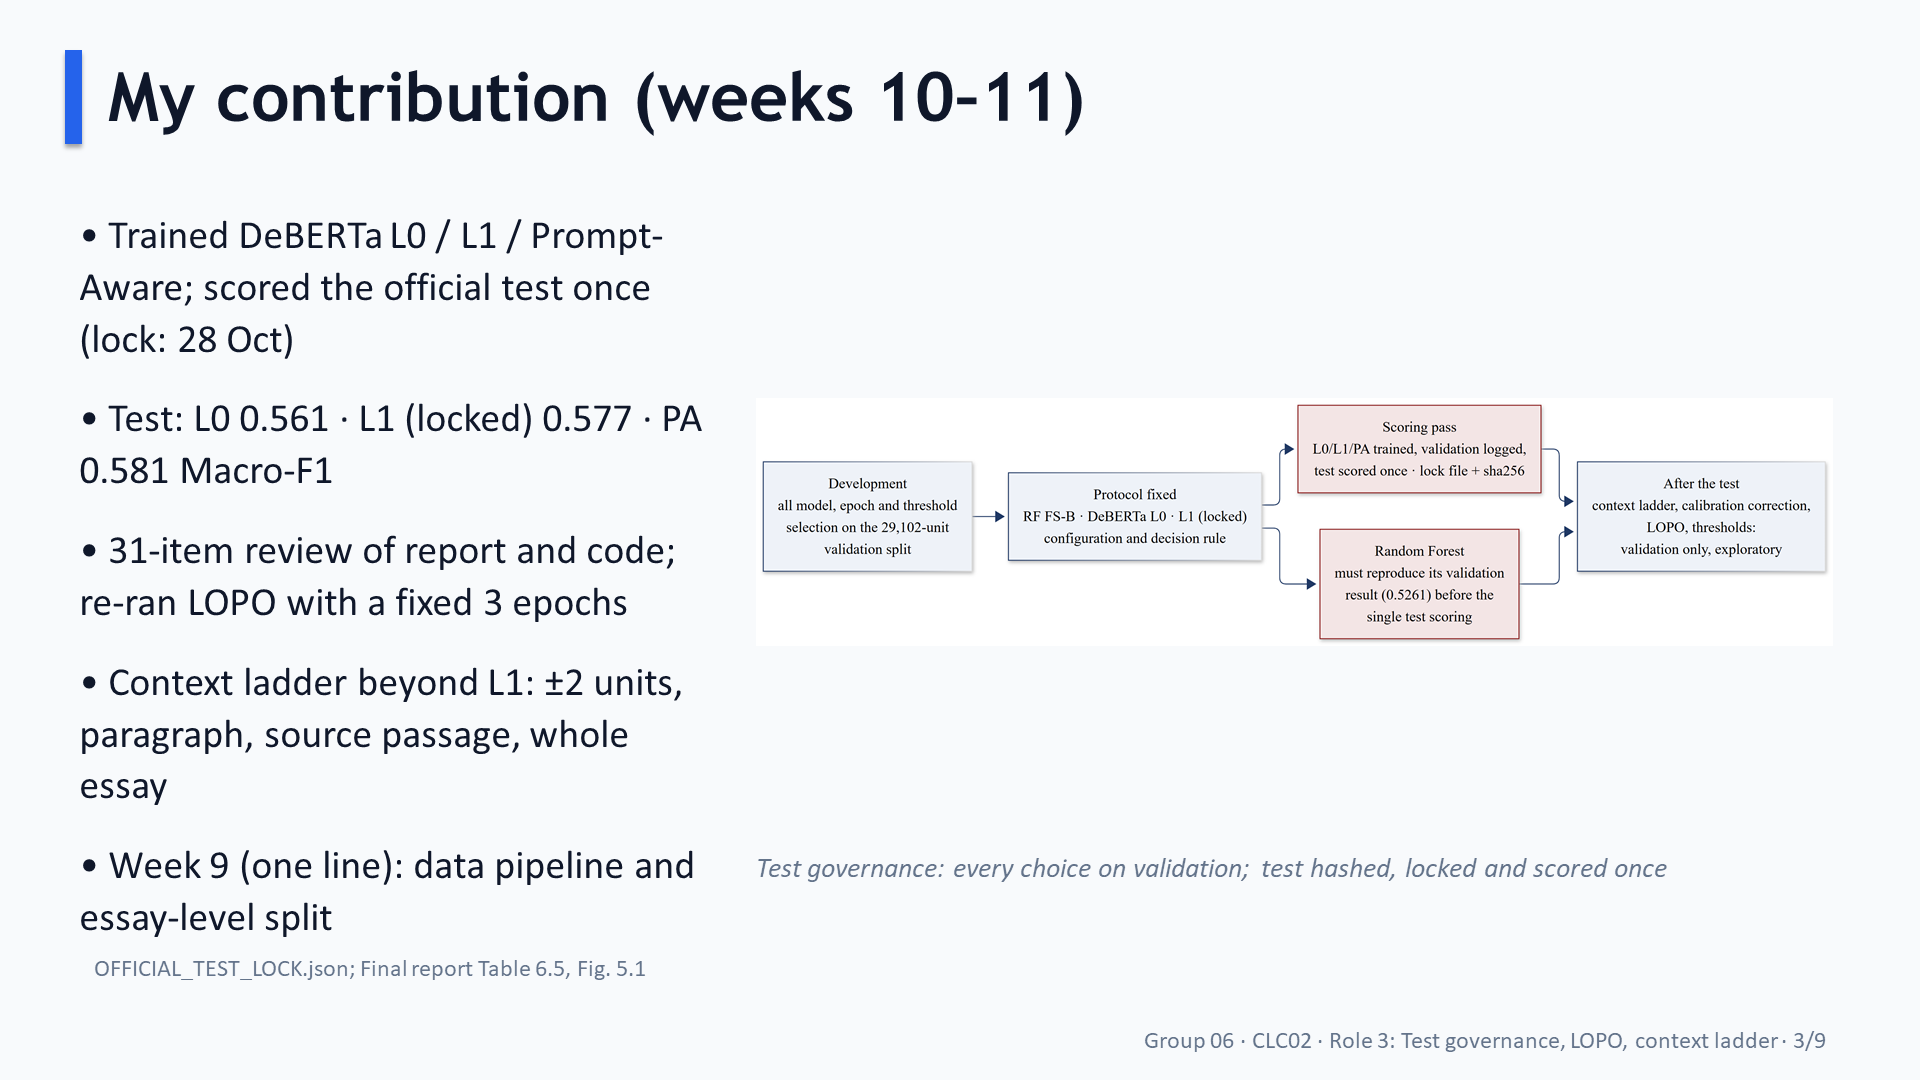 My contribution (weeks 10–11)
• Trained DeBERTa L0 / L1 / Prompt-
Aware; scored the official test once
(lock: 28 Oct)
• Test: L0 0.561 · L1 (locked) 0.577 · PA
0.581 Macro-F1
• 31-item review of report and code;
re-ran LOPO with a fixed 3 epochs
• Context ladder beyond L1: ±2 units,
paragraph, source passage, whole
essay
• Week 9 (one line): data pipeline and
essay-level split
OFFICIAL_TEST_LOCK.json; Final report Table 6.5, Fig. 5.1
Development
all model, epoch and threshold
selection on the 29,102-unit
validation split
Protocol fixed
RF FS-B · DeBERTa L0 · L1 (locked)
configuration and decision rule
Scoring pass
L0/L1/PA trained, validation logged,
test scored once · lock file + sha256
Random Forest
must reproduce its validation
result (0.5261) before the
single test scoring
After the test
context ladder, calibration correction,
LOPO, thresholds:
validation only, exploratory
Test governance: every choice on validation; test hashed, locked and scored once
Group 06 · CLC02 · Role 3: Test governance, LOPO, context ladder · 3/9